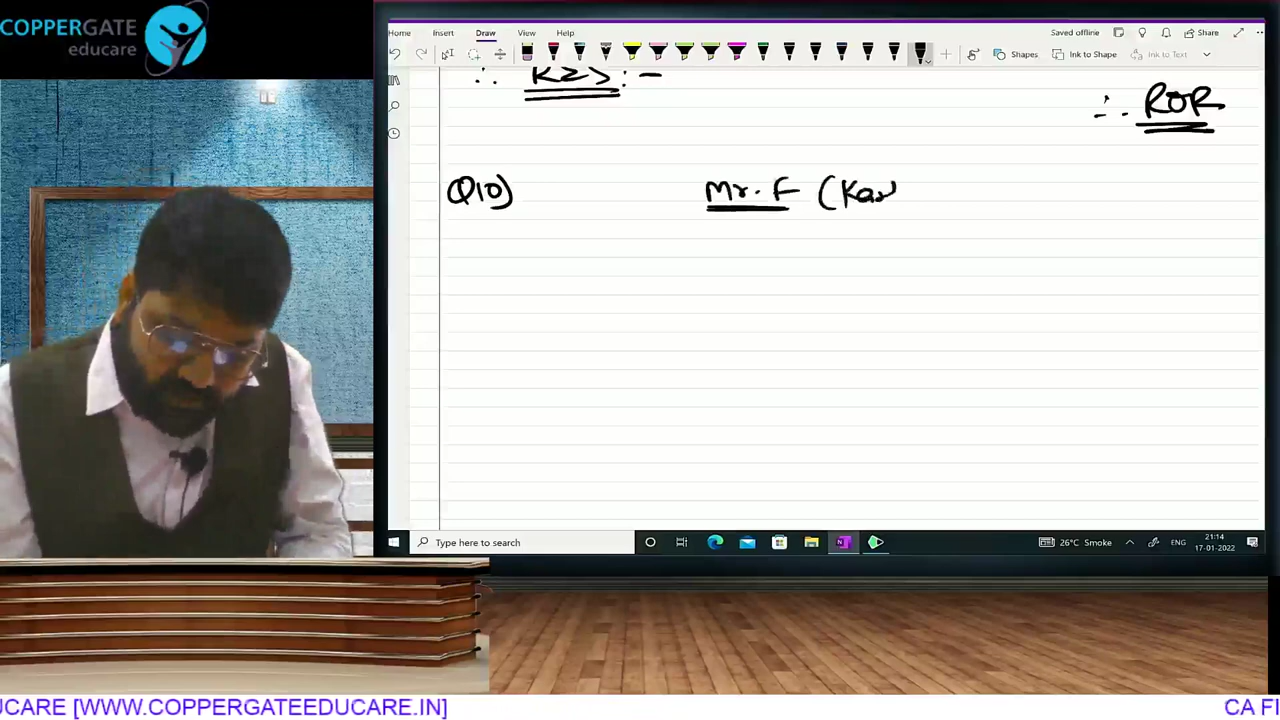 COPPERGATE
educare
Home Insert Draw View Help
Saved offline
Share
Shapes
Ink to Shape
Ink to Text
∴ R2> : –
∴ ROR
Q10) Mr. F (Kar
Type here to search
26°C Smoke
ENG
21:14
17-01-2022
UCARE [WWW.COPPERGATEEDUCARE.IN]
CA FI